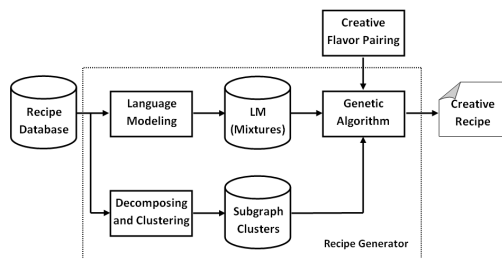 Creative
Flavor Pairing
Recipe
Database
Language
Modeling
LM
(Mixtures)
Genetic
Algorithm
Creative
Recipe
Decomposing
and Clustering
Subgraph
Clusters
Recipe Generator